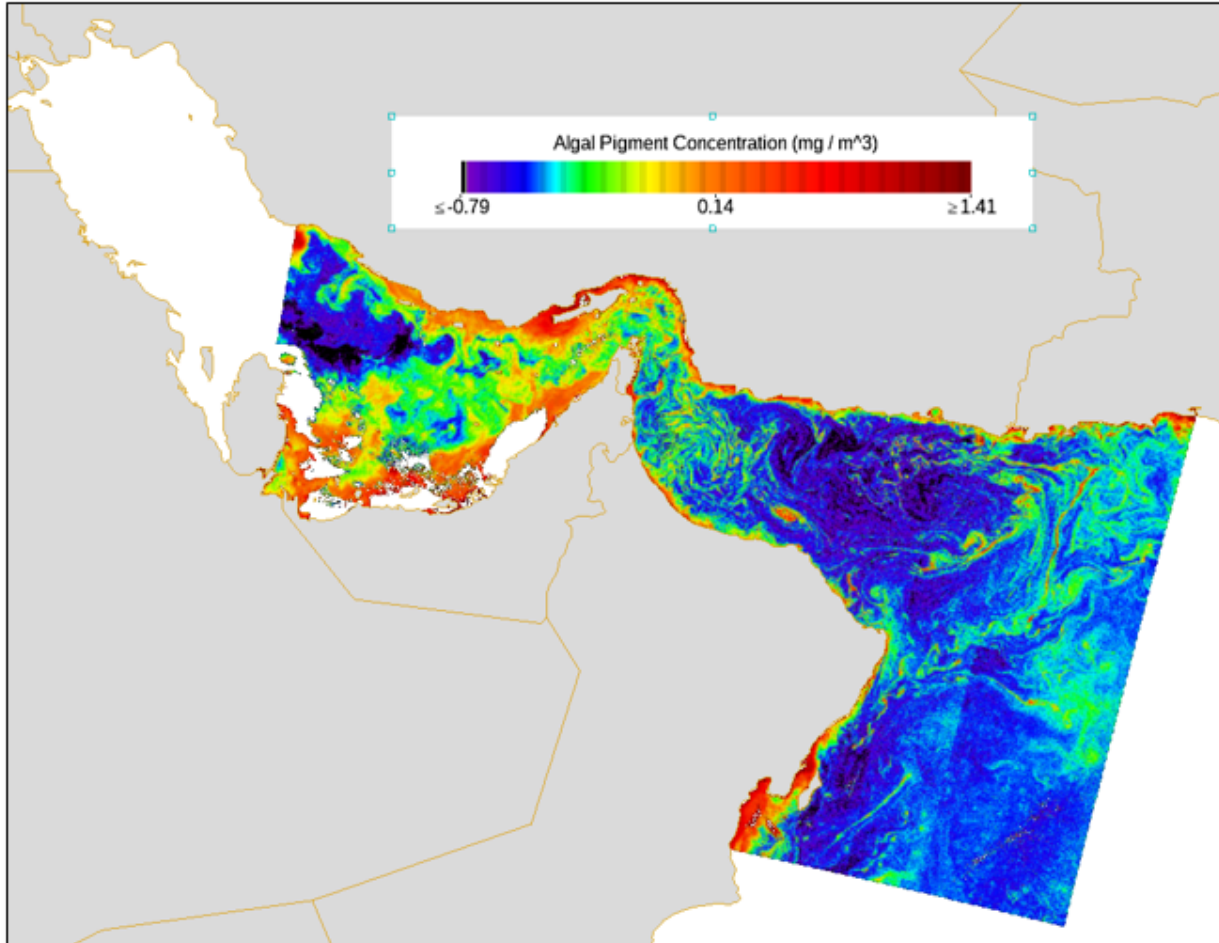 Algal Pigment Concentration (mg / m^3)
≤-0.79 0.14 ≥1.41